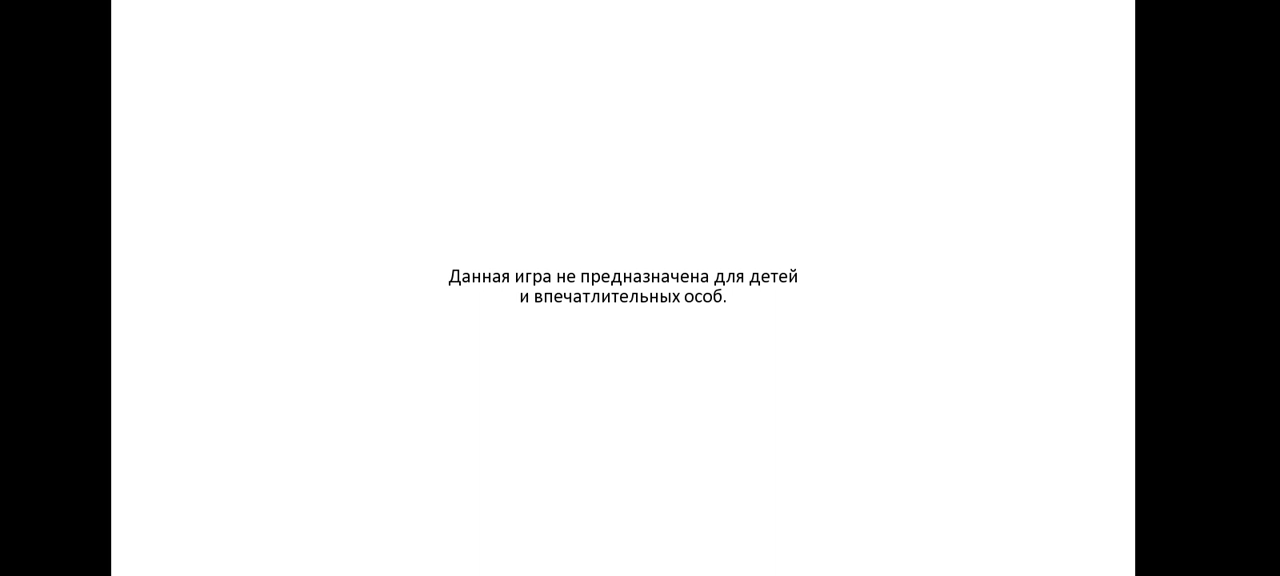 Данная игра не предназначена для детей
и впечатлительных особ.